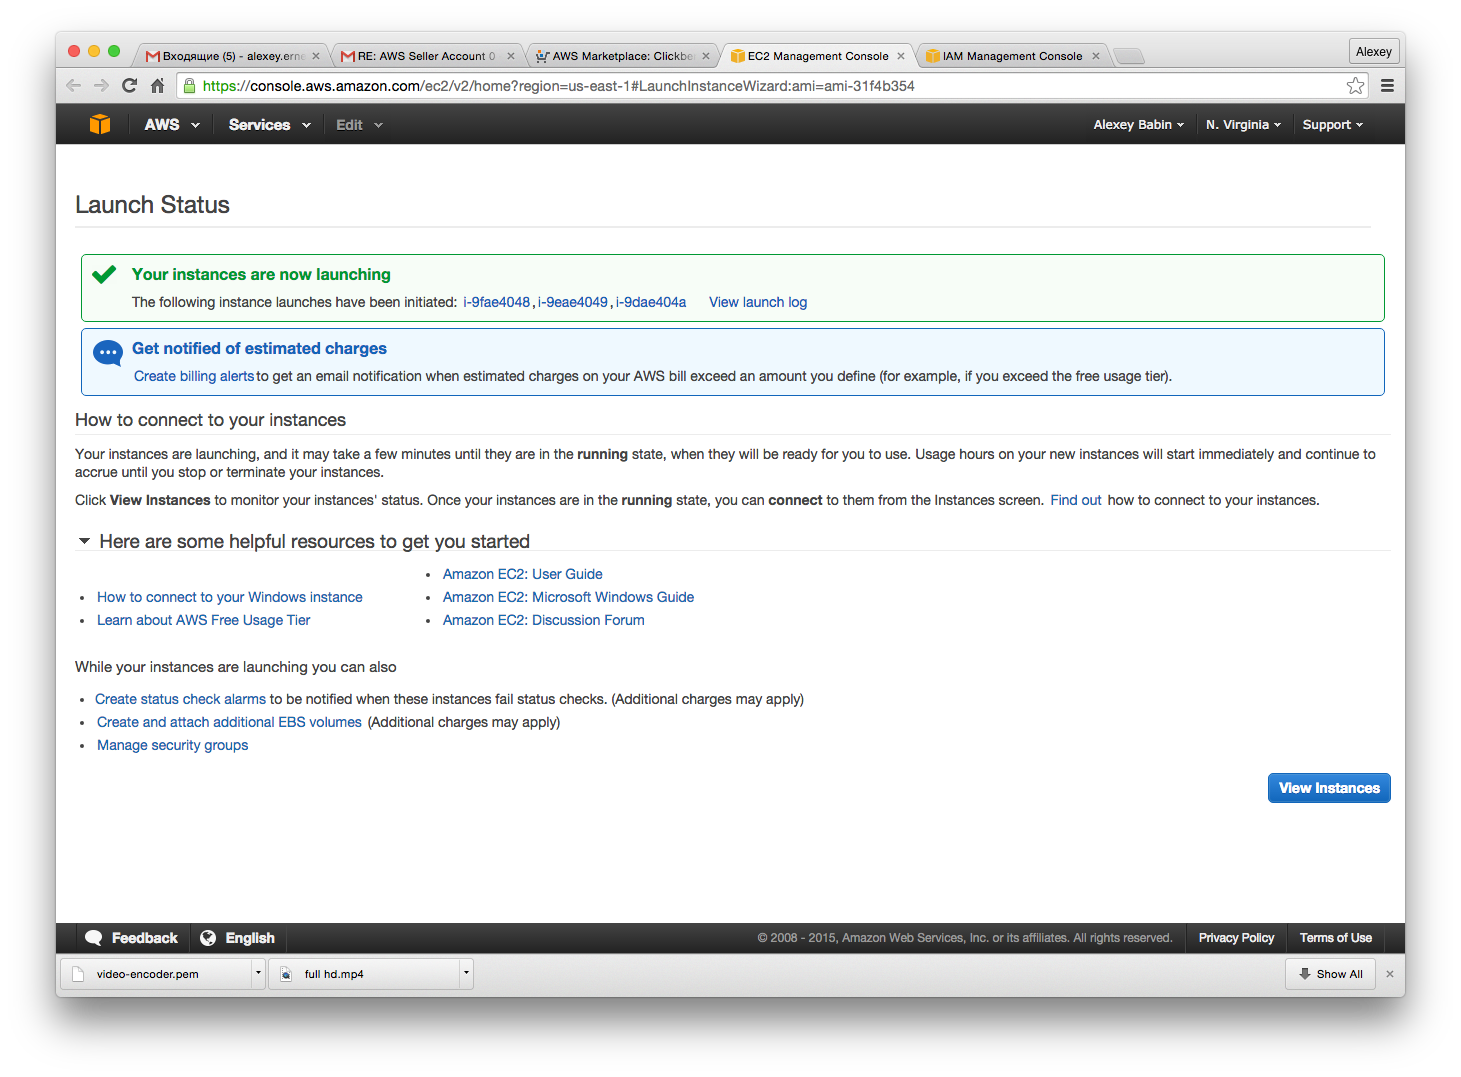 Входящие (5) - alexey.erne
RE: AWS Seller Account 0
AWS Marketplace: Clickbe
EC2 Management Console
IAM Management Console
Alexey
https://console.aws.amazon.com/ec2/v2/home?region=us-east-1#LaunchInstanceWizard:ami=ami-31f4b354
AWS Services Edit Alexey Babin N. Virginia Support
Launch Status
Your instances are now launching
The following instance launches have been initiated: i-9fae4048 , i-9eae4049 , i-9dae404a View launch log
Get notified of estimated charges
Create billing alerts to get an email notification when estimated charges on your AWS bill exceed an amount you define (for example, if you exceed the free usage tier).
How to connect to your instances
Your instances are launching, and it may take a few minutes until they are in the running state, when they will be ready for you to use. Usage hours on your new instances will start immediately and continue to
accrue until you stop or terminate your instances.
Click View Instances to monitor your instances' status. Once your instances are in the running state, you can connect to them from the Instances screen. Find out how to connect to your instances.
Here are some helpful resources to get you started
How to connect to your Windows instance
Learn about AWS Free Usage Tier
Amazon EC2: User Guide
Amazon EC2: Microsoft Windows Guide
Amazon EC2: Discussion Forum
While your instances are launching you can also
Create status check alarms to be notified when these instances fail status checks. (Additional charges may apply)
Create and attach additional EBS volumes (Additional charges may apply)
Manage security groups
View Instances
Feedback English © 2008 - 2015, Amazon Web Services, Inc. or its affiliates. All rights reserved. Privacy Policy Terms of Use
video-encoder.pem full hd.mp4 Show All